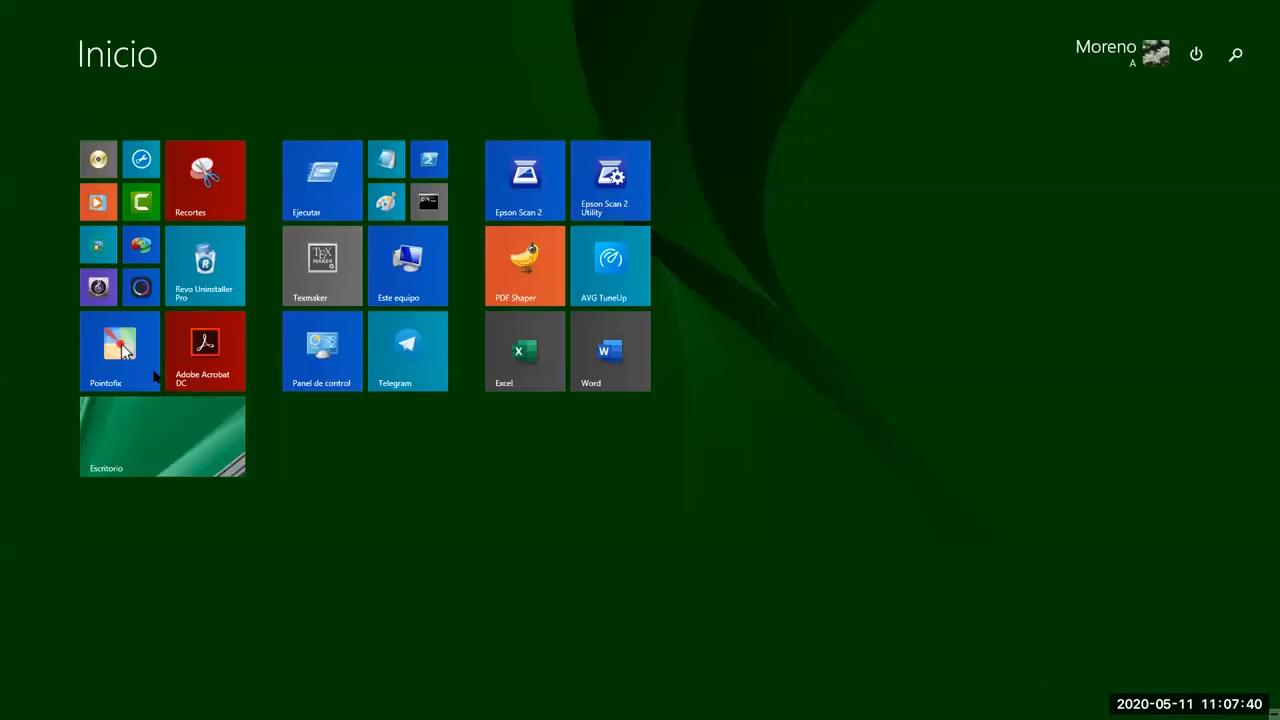 Inicio
Moreno
A
Recortes
Ejecutar
Epson Scan 2
Epson Scan 2
Utility
Revo Uninstaller
Pro
TEX
MAKER
Texmaker
Este equipo
PDF Shaper
AVG TuneUp
Pointofix
Adobe Acrobat
DC
Panel de control
Telegram
Excel
Word
Escritorio
2020-05-11 11:07:40